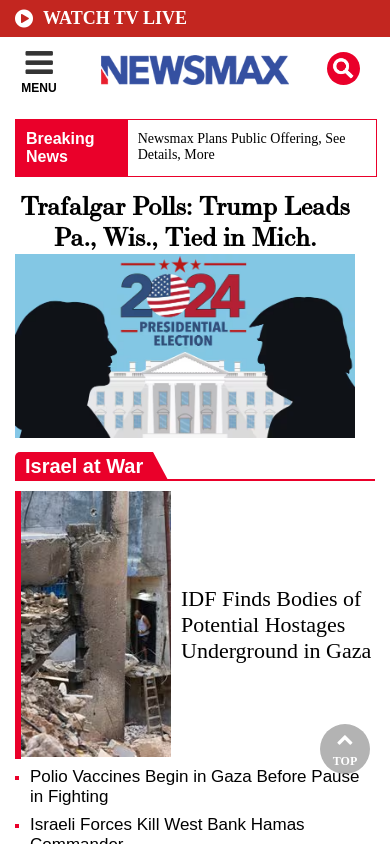 WATCH TV LIVE
MENU
NEWSMAX
Breaking
News
Newsmax Plans Public Offering, See
Details, More
Trafalgar Polls: Trump Leads
Pa., Wis., Tied in Mich.
2024
PRESIDENTIAL
ELECTION
Israel at War
IDF Finds Bodies of
Potential Hostages
Underground in Gaza
TOP
Polio Vaccines Begin in Gaza Before Pause
in Fighting
Israeli Forces Kill West Bank Hamas
Commander